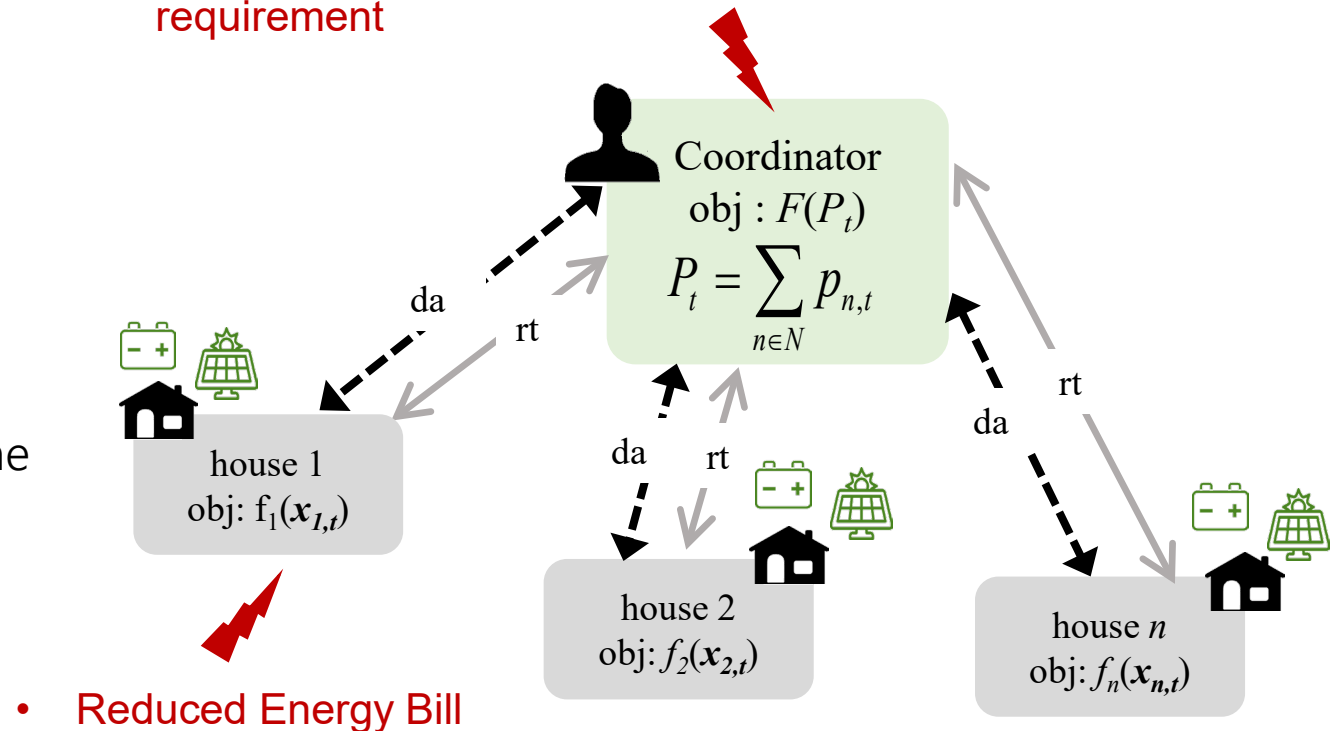 requirement
Coordinator
obj : F(P_t)
P_t = ∑_{n∈N} p_{n,t}
da
rt
house 1
obj: f_1(x_{1,t})
da
rt
house 2
obj: f_2(x_{2,t})
rt
da
house n
obj: f_n(x_{n,t})
• Reduced Energy Bill